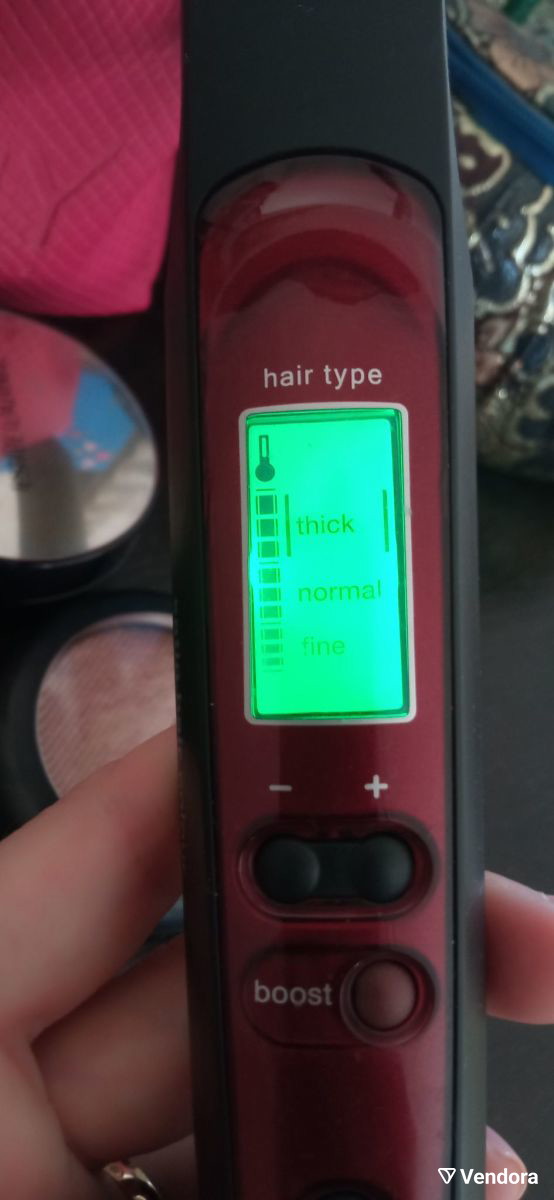 hair type
thick
normal
fine
- +
boost
Vendora